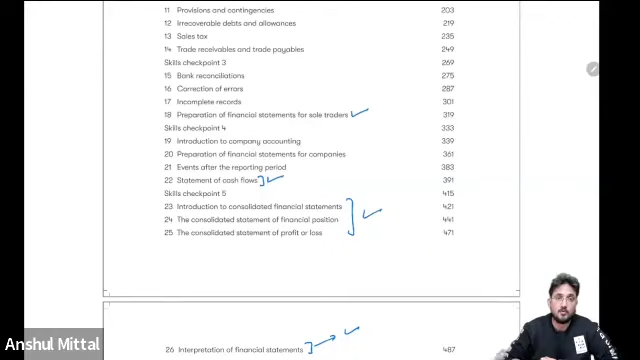 11 Provisions and contingencies 203
12 Irrecoverable debts and allowances 219
13 Sales tax 235
14 Trade receivables and trade payables 249
Skills checkpoint 3 269
15 Bank reconciliations 275
16 Correction of errors 287
17 Incomplete records 301
18 Preparation of financial statements for sole traders 319
Skills checkpoint 4 333
19 Introduction to company accounting 339
20 Preparation of financial statements for companies 361
21 Events after the reporting period 383
22 Statement of cash flows 391
Skills checkpoint 5 415
23 Introduction to consolidated financial statements 421
24 The consolidated statement of financial position 441
25 The consolidated statement of profit or loss 471
26 Interpretation of financial statements 487
Anshul Mittal